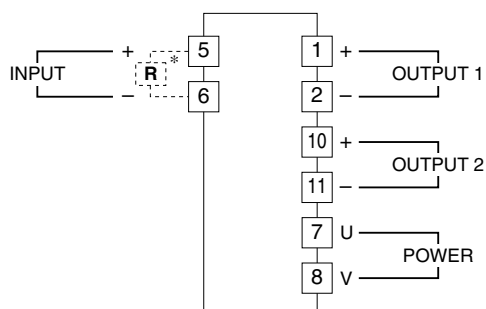 + R * 5 1 +
INPUT OUTPUT 1
– 6 2 –
10 +
OUTPUT 2
11 –
7 U
POWER
8 V